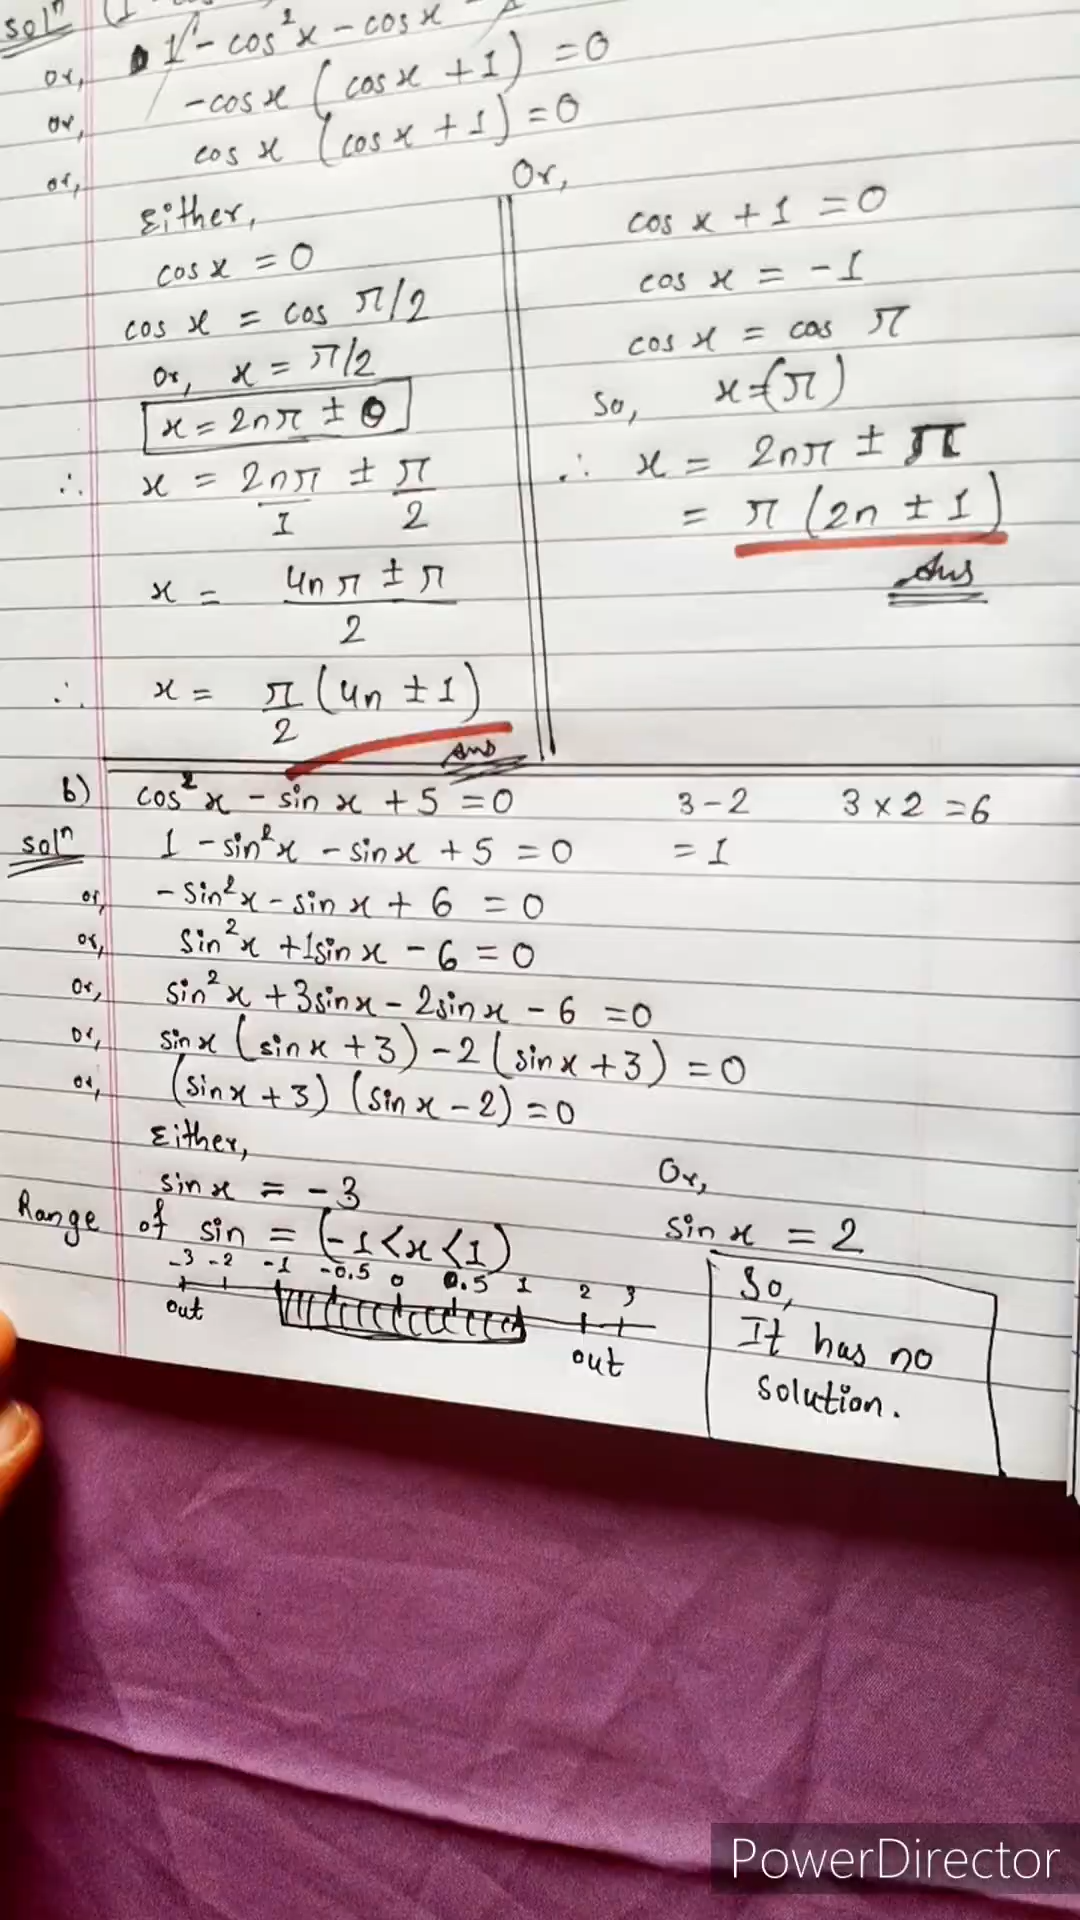 solⁿ (1
or, 1 - cos²x - cos x
or, -cos x (cos x + 1) = 0
or, cos x (cos x + 1) = 0
Either,
cos x = 0
cos x = cos π/2
Or, x = π/2
x = 2nπ ± θ
∴ x = 2nπ/1 ± π/2
x = 4nπ ± π / 2
∴ x = π/2 (4n ± 1)
Ans
Or,
cos x + 1 = 0
cos x = -1
cos x = cos π
So, x = (π)
∴ x = 2nπ ± π
= π (2n ± 1)
Ans
b) cos²x - sin x + 5 = 0
3 - 2 3 × 2 = 6
= 1
solⁿ 1 - sin²x - sin x + 5 = 0
or, - sin²x - sin x + 6 = 0
or, sin²x + 1sin x - 6 = 0
or, sin²x + 3sin x - 2sin x - 6 = 0
or, sin x (sin x + 3) - 2 (sin x + 3) = 0
or, (sin x + 3) (sin x - 2) = 0
Either,
sin x = -3
Range of sin = (-1 < x < 1)
-3 -2 -1 -0.5 0 0.5 1 2 3
out out
Or,
sin x = 2
So,
It has no
solution.
PowerDirector